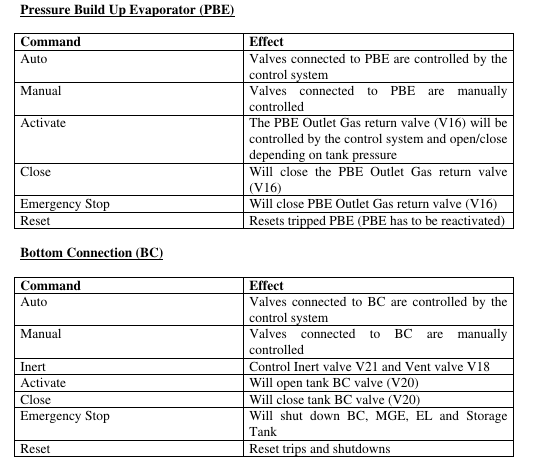 Pressure Build Up Evaporator (PBE)
Command Effect
Auto Valves connected to PBE are controlled by the
control system
Manual Valves connected to PBE are manually
controlled
Activate The PBE Outlet Gas return valve (V16) will be
controlled by the control system and open/close
depending on tank pressure
Close Will close the PBE Outlet Gas return valve
(V16)
Emergency Stop Will close PBE Outlet Gas return valve (V16)
Reset Resets tripped PBE (PBE has to be reactivated)
Bottom Connection (BC)
Command Effect
Auto Valves connected to BC are controlled by the
control system
Manual Valves connected to BC are manually
controlled
Inert Control Inert valve V21 and Vent valve V18
Activate Will open tank BC valve (V20)
Close Will close tank BC valve (V20)
Emergency Stop Will shut down BC, MGE, EL and Storage
Tank
Reset Reset trips and shutdowns